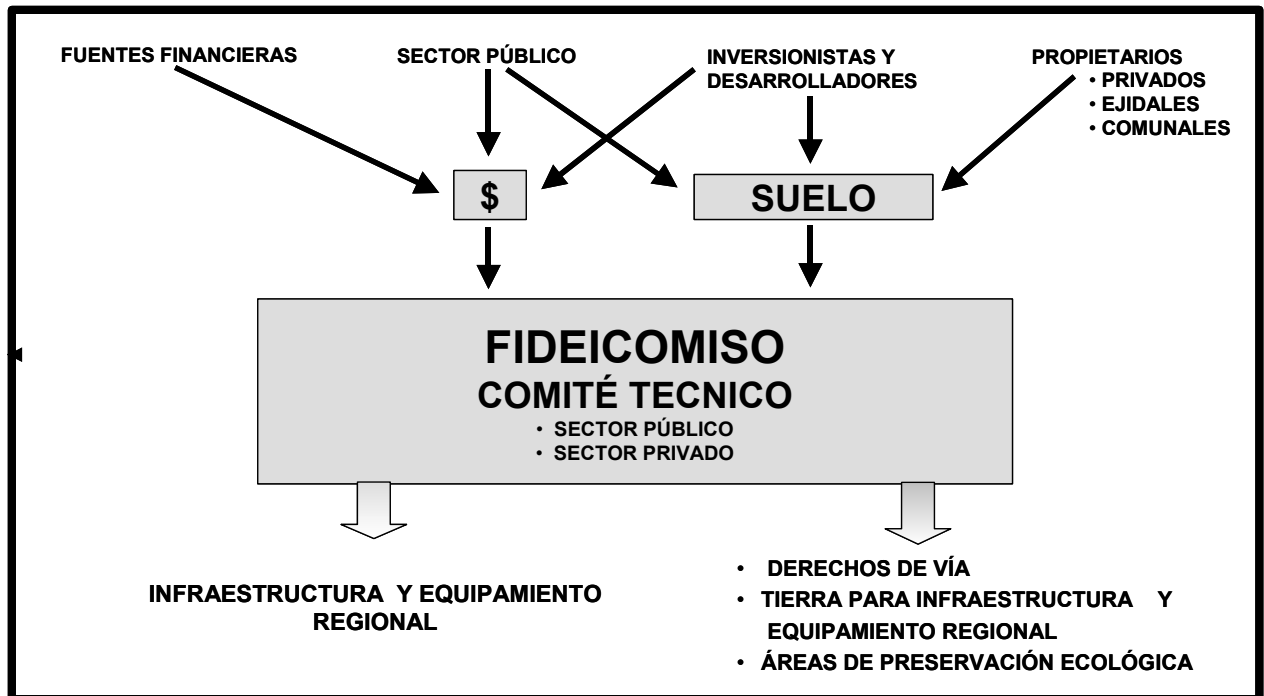 FUENTES FINANCIERAS
SECTOR PÚBLICO
INVERSIONISTAS Y
DESARROLLADORES
PROPIETARIOS
• PRIVADOS
• EJIDALES
• COMUNALES
$
SUELO
FIDEICOMISO
COMITÉ TECNICO
• SECTOR PÚBLICO
• SECTOR PRIVADO
INFRAESTRUCTURA Y EQUIPAMIENTO
REGIONAL
• DERECHOS DE VÍA
• TIERRA PARA INFRAESTRUCTURA Y
EQUIPAMIENTO REGIONAL
• ÁREAS DE PRESERVACIÓN ECOLÓGICA